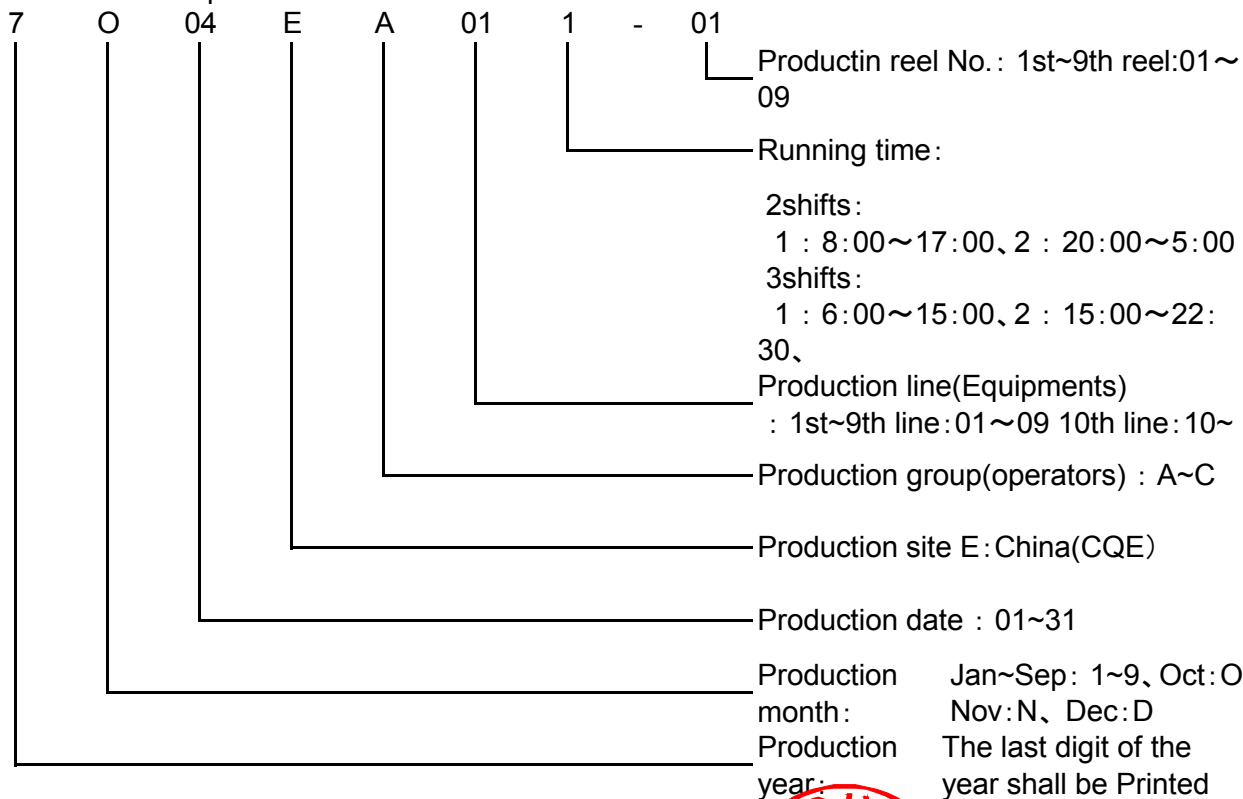 7 O 04 E A 01 1 - 01
Productin reel No.：1st~9th reel:01～
09
Running time：
2shifts：
1：8：00～17：00、2：20：00～5：00
3shifts：
1：6：00～15：00、2：15：00～22：
30、
Production line(Equipments)
：1st~9th line：01～09 10th line：10~
Production group(operators)：A~C
Production site E：China(CQE）
Production date：01~31
Production month： Jan~Sep：1~9、Oct：O
Nov：N、Dec：D
Production year： The last digit of the
year shall be Printed